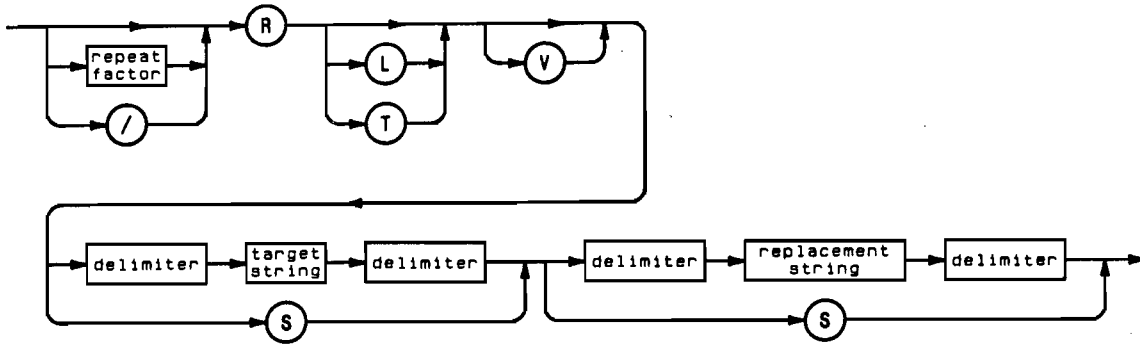 R
repeat
factor
L
V
/
T
delimiter
target
string
delimiter
delimiter
replacement
string
delimiter
S
S